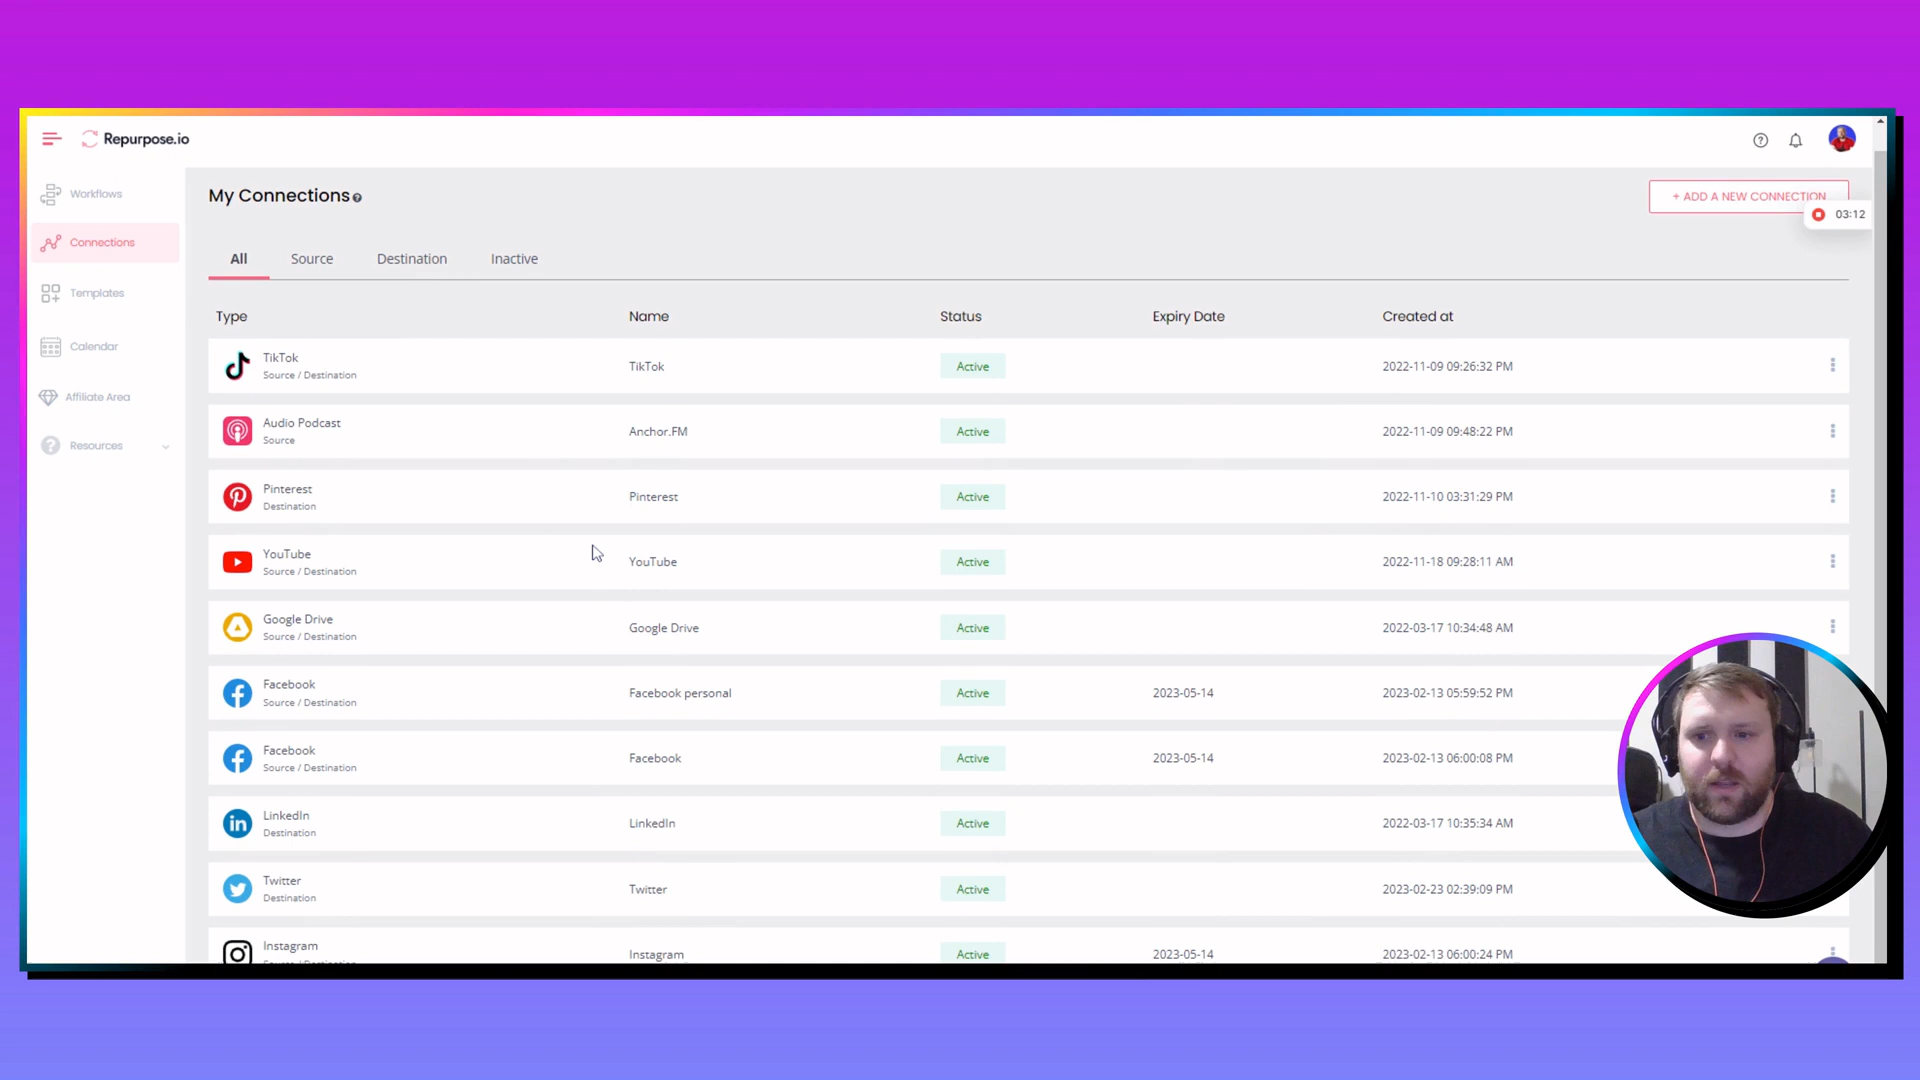 Repurpose.io
Workflows
Connections
Templates
Calendar
Affiliate Area
Resources
My Connections
+ ADD A NEW CONNECTION
03:12
All Source Destination Inactive
Type Name Status Expiry Date Created at
TikTok
Source / Destination
TikTok Active 2022-11-09 09:26:32 PM
Audio Podcast
Source
Anchor.FM Active 2022-11-09 09:48:22 PM
Pinterest
Destination
Pinterest Active 2022-11-10 03:31:29 PM
YouTube
Source / Destination
YouTube Active 2022-11-18 09:28:11 AM
Google Drive
Source / Destination
Google Drive Active 2022-03-17 10:34:48 AM
Facebook
Source / Destination
Facebook personal Active 2023-05-14 2023-02-13 05:59:52 PM
Facebook
Source / Destination
Facebook Active 2023-05-14 2023-02-13 06:00:08 PM
LinkedIn
Destination
LinkedIn Active 2022-03-17 10:35:34 AM
Twitter
Destination
Twitter Active 2023-02-23 02:39:09 PM
Instagram
Instagram Active 2023-05-14 2023-02-13 06:00:24 PM